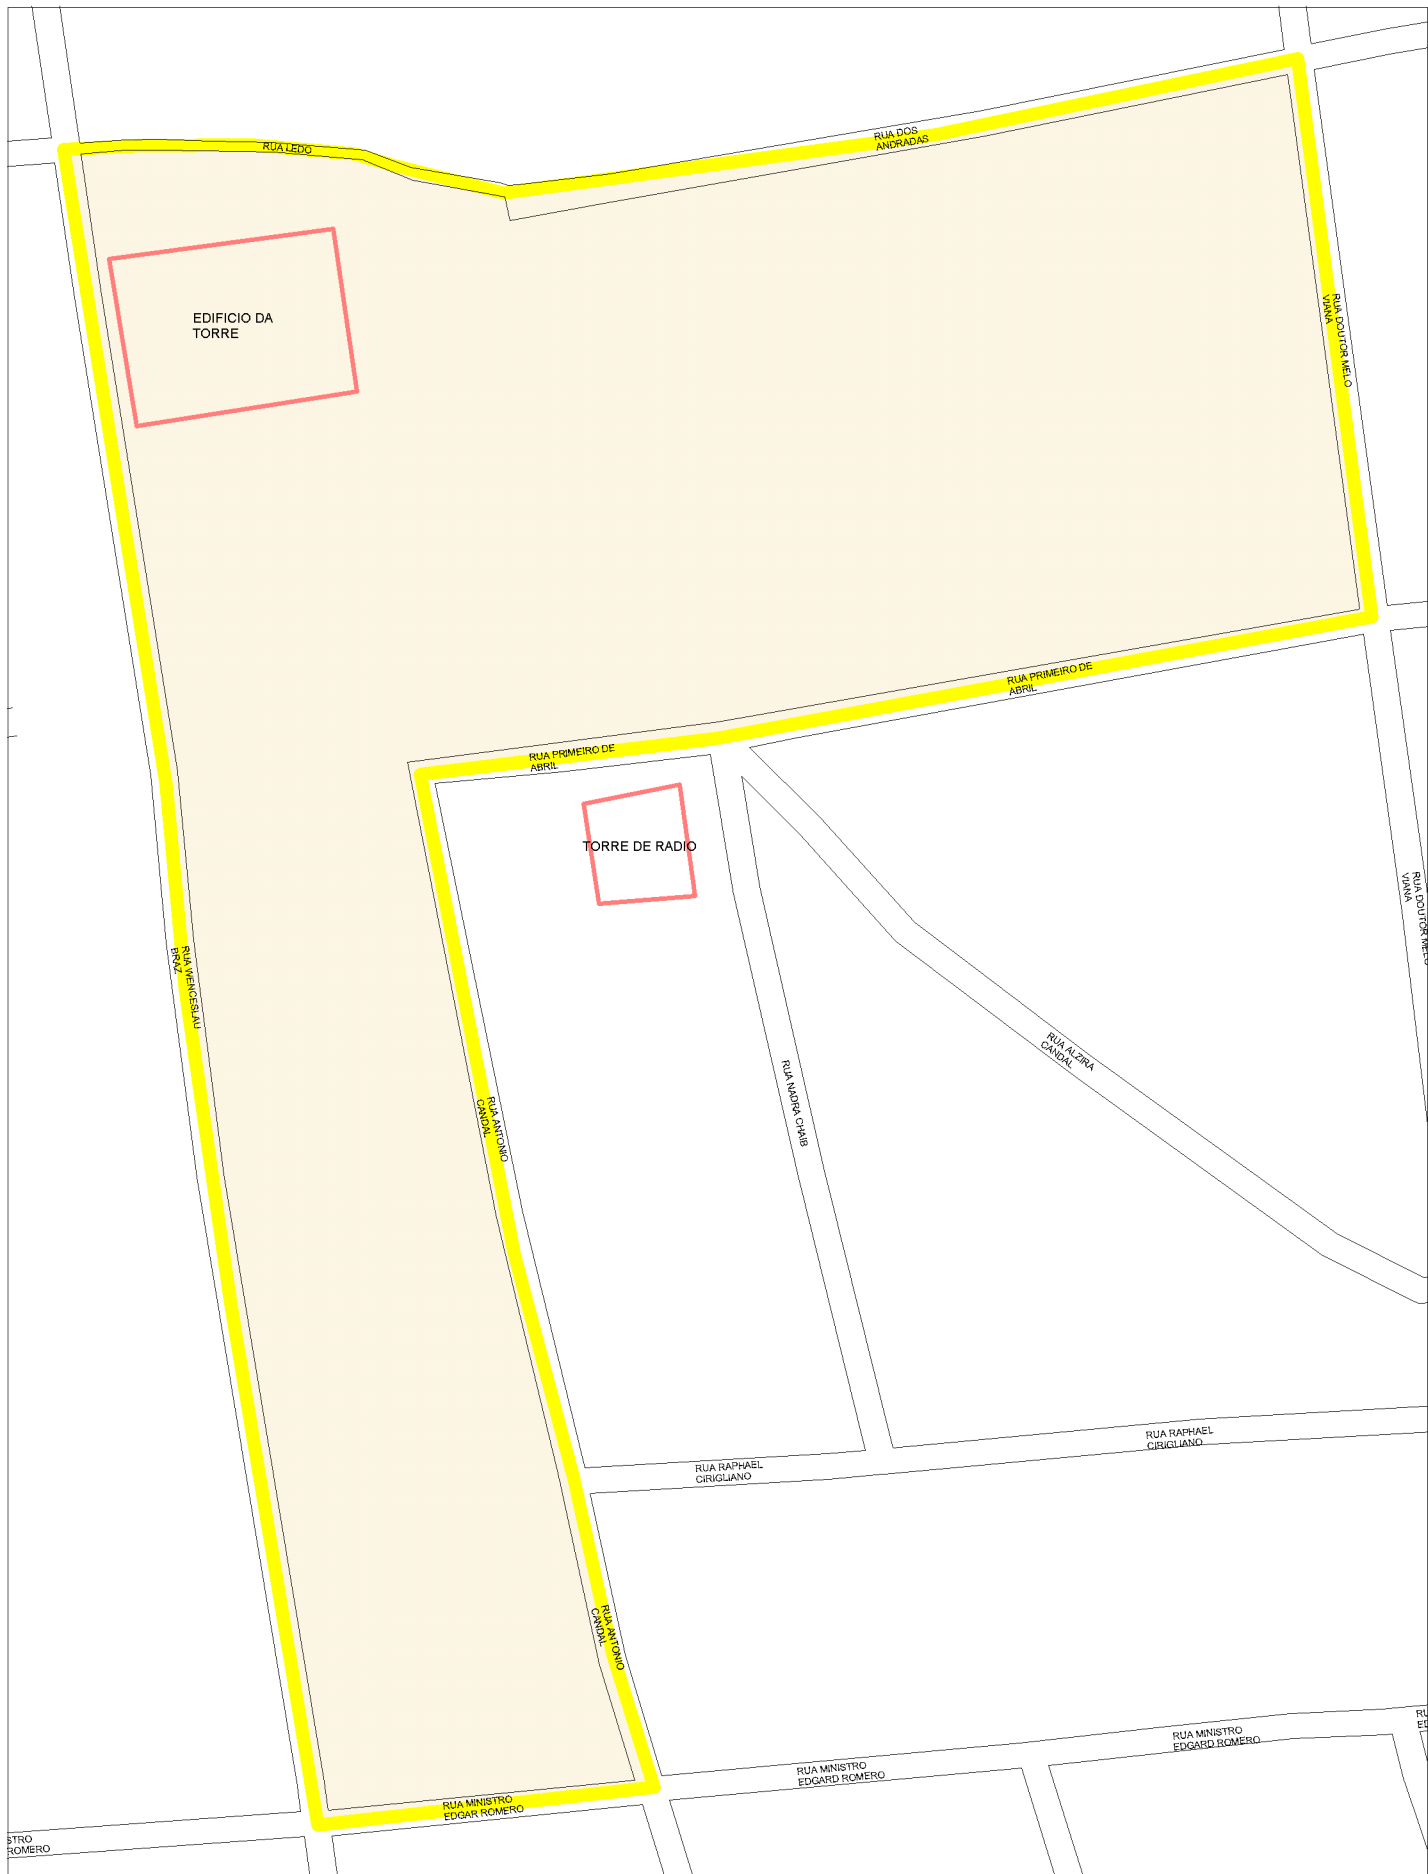 RUA DOS
ANDRADAS
RUA LEDO
EDIFICIO DA
TORRE
RUA DOUTOR MELO
VIANA
RUA PRIMEIRO DE
ABRIL
RUA PRIMEIRO DE
ABRIL
TORRE DE RADIO
RUA DOUTOR MELO
VIANA
RUA WENCESLAU
BRAZ
RUA ANTONIO
CANDAL
RUA NADRA CHAIB
RUA ALZIRA
CANDAL
RUA RAPHAEL
CIRIGLIANO
RUA RAPHAEL
CIRIGLIANO
RUA ANTONIO
CANDAL
RUA MINISTRO
EDGARD ROMERO
RUA MINISTRO
EDGARD ROMERO
RUA MINISTRO
EDGAR ROMERO
STRO
ROMERO